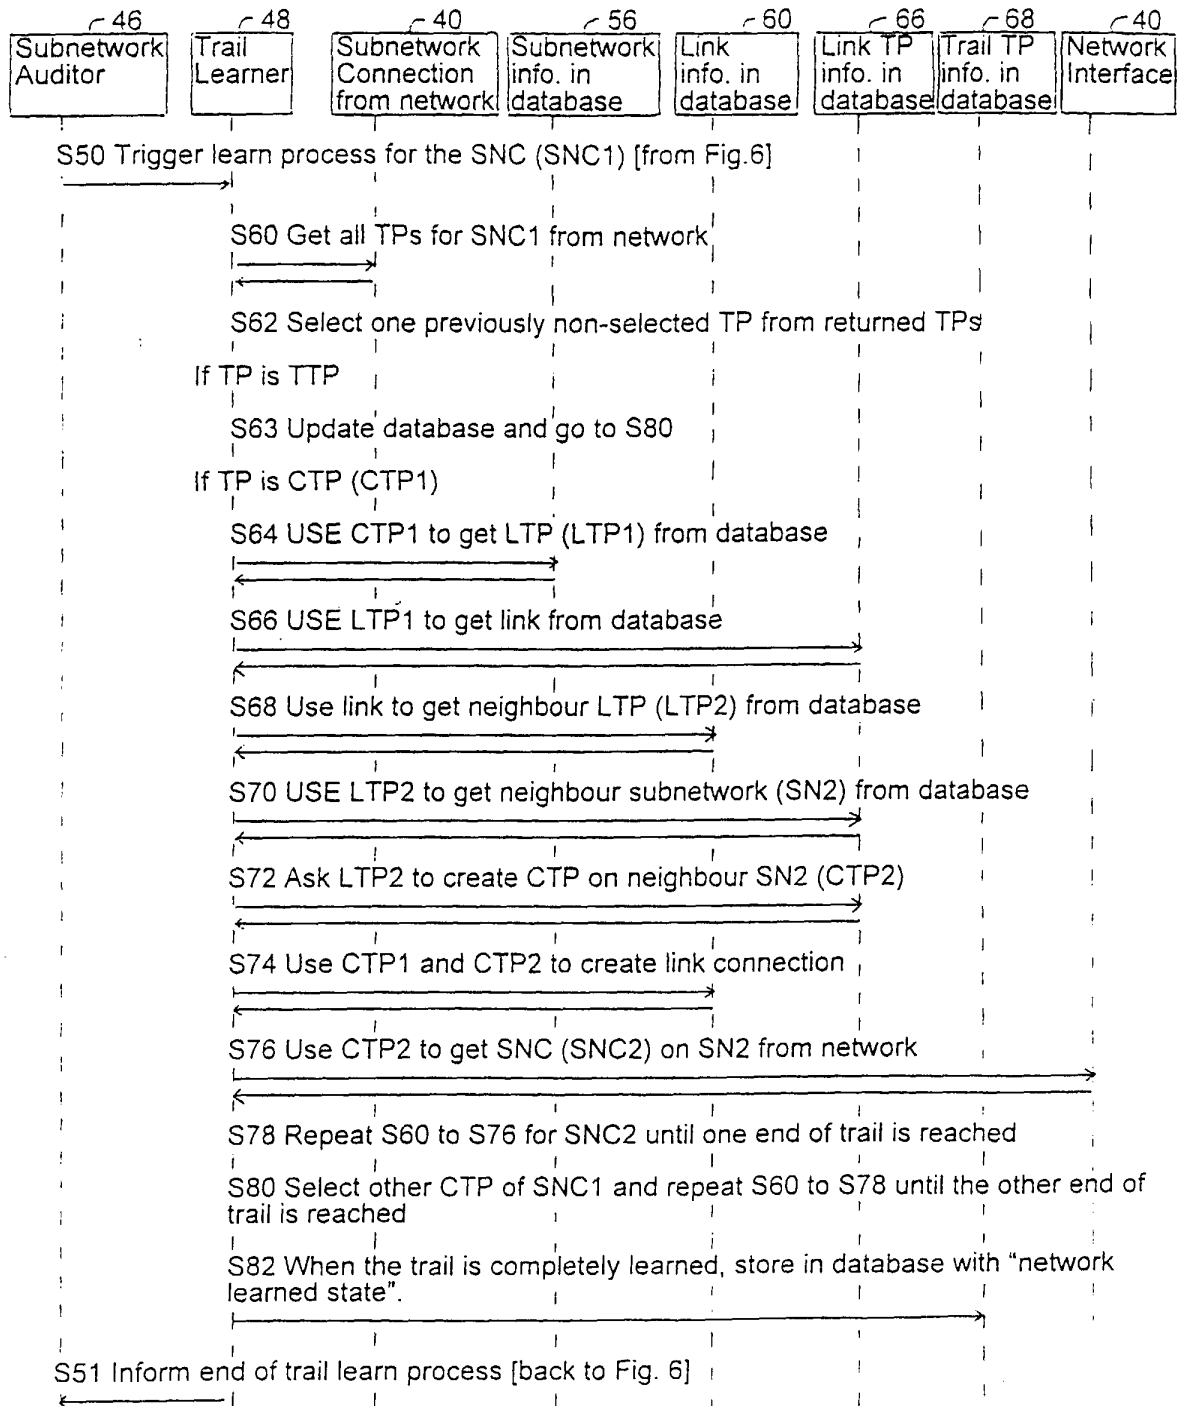 46 48 40 56 60 66 68 40
Subnetwork Auditor
Trail Learner
Subnetwork Connection from network
Subnetwork info. in database
Link info. in database
Link TP info. in database
Trail TP info. in database
Network Interface
S50 Trigger learn process for the SNC (SNC1) [from Fig.6]
S60 Get all TPs for SNC1 from network
S62 Select one previously non-selected TP from returned TPs
If TP is TTP
S63 Update database and go to S80
If TP is CTP (CTP1)
S64 USE CTP1 to get LTP (LTP1) from database
S66 USE LTP1 to get link from database
S68 Use link to get neighbour LTP (LTP2) from database
S70 USE LTP2 to get neighbour subnetwork (SN2) from database
S72 Ask LTP2 to create CTP on neighbour SN2 (CTP2)
S74 Use CTP1 and CTP2 to create link connection
S76 Use CTP2 to get SNC (SNC2) on SN2 from network
S78 Repeat S60 to S76 for SNC2 until one end of trail is reached
S80 Select other CTP of SNC1 and repeat S60 to S78 until the other end of
trail is reached
S82 When the trail is completely learned, store in database with "network
learned state".
S51 Inform end of trail learn process [back to Fig. 6]